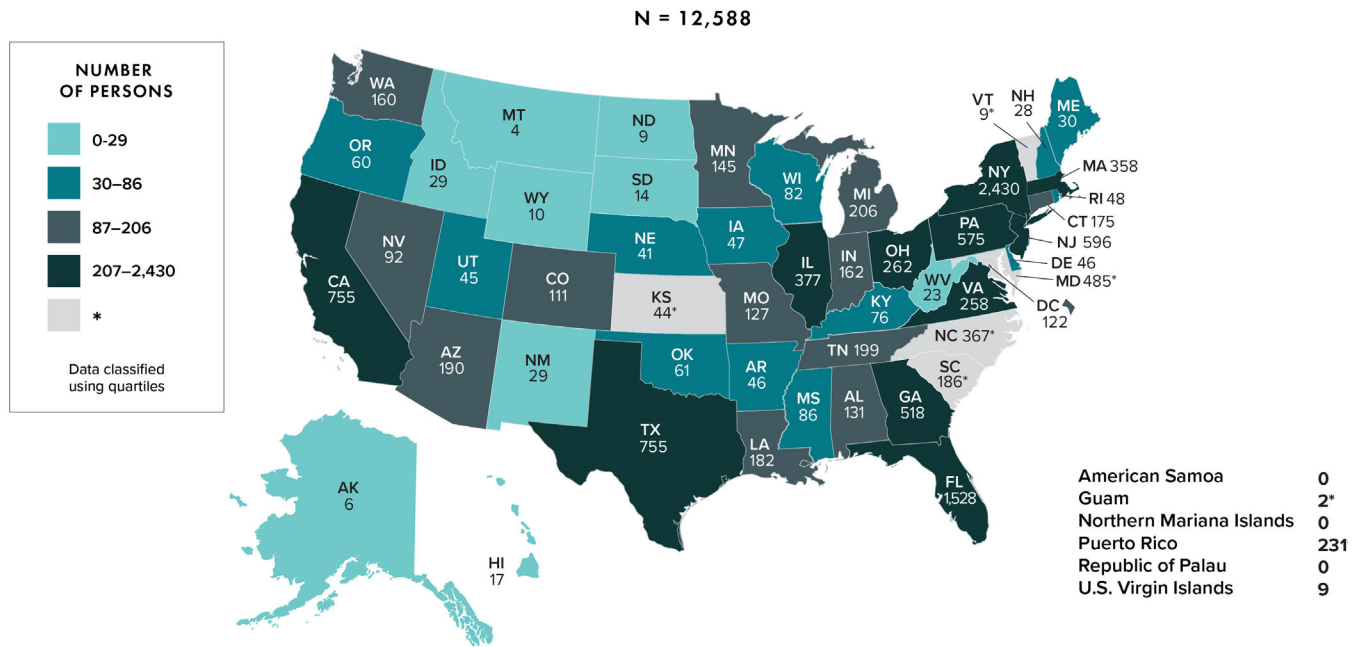 N = 12,588
NUMBER
OF PERSONS
0-29
30–86
87–206
207–2,430
*
Data classified
using quartiles
WA
160
OR
60
ID
29
MT
4
WY
10
ND
9
SD
14
MN
145
WI
82
MI
206
NV
92
UT
45
CA
755
AZ
190
CO
111
NM
29
NE
41
KS
44*
IA
47
MO
127
OK
61
AR
46
TX
755
LA
182
IL
377
IN
162
OH
262
KY
76
TN 199
MS
86
AL
131
GA
518
FL
1,528
SC
186*
NC 367*
VA
258
WV
23
PA
575
NY
2,430
VT
9*
NH
28
ME
30
MA 358
RI 48
CT 175
NJ 596
DE 46
MD 485*
DC
122
AK
6
HI
17
American Samoa 0
Guam 2*
Northern Mariana Islands 0
Puerto Rico 231
Republic of Palau 0
U.S. Virgin Islands 9